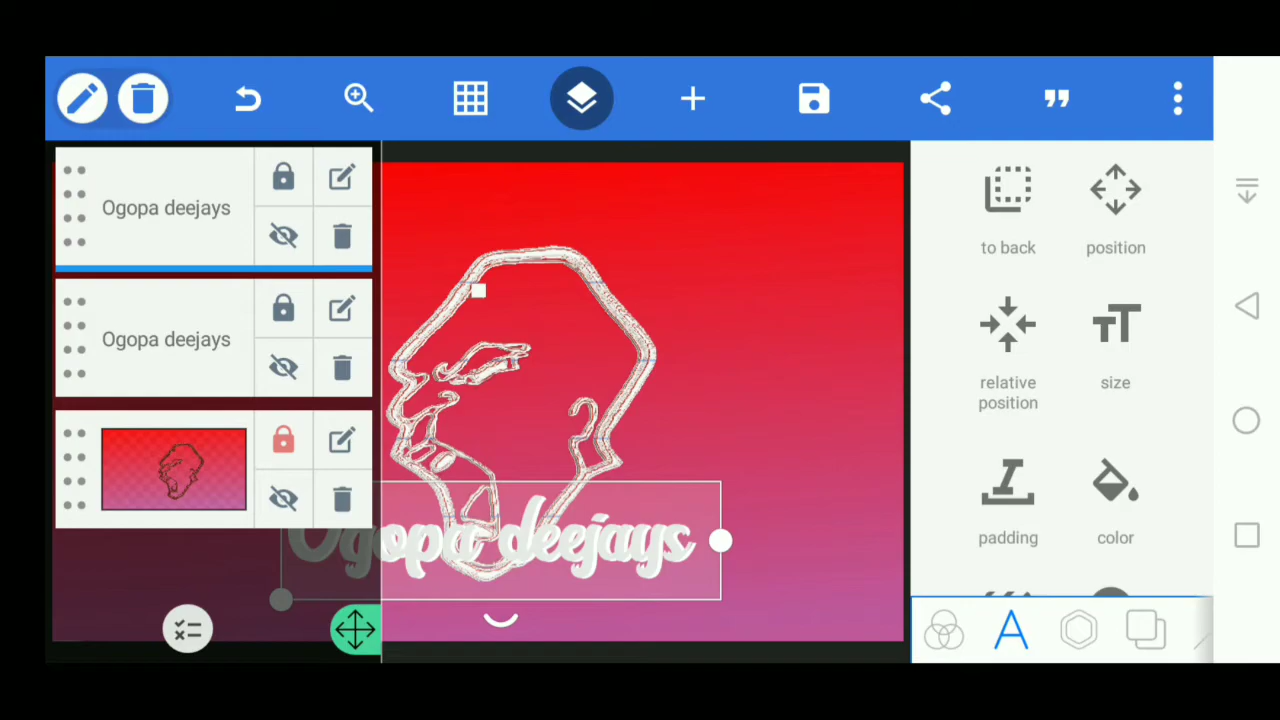 Ogopa deejays
Ogopa deejays
Ogopa deejays
to back
position
relative
position
size
padding
color